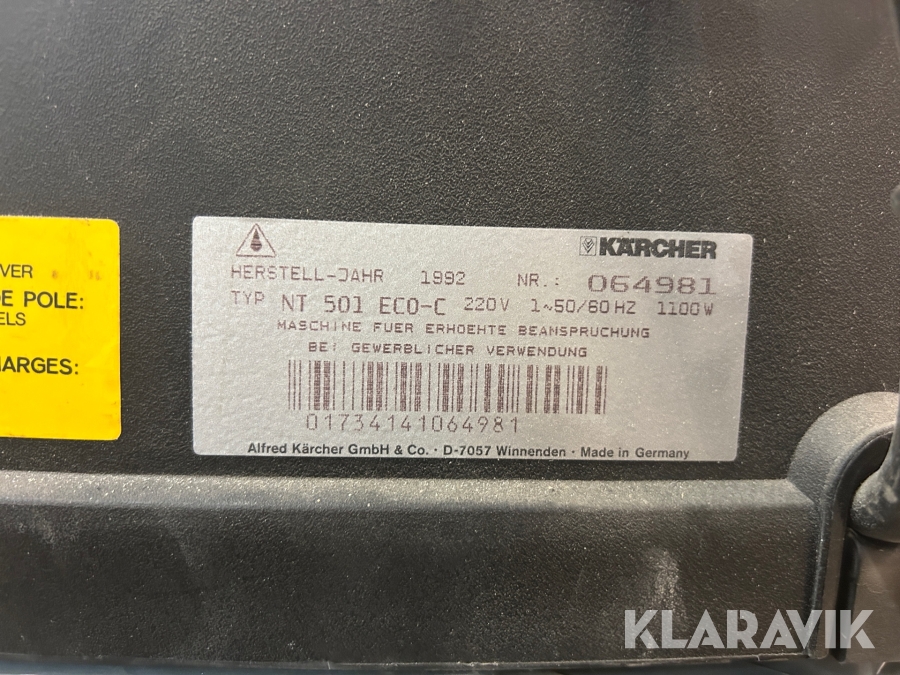 VER
DE POLE:
ELS
HARGES:
KÄRCHER
HERSTELL-JAHR 1992 NR.: 064981
TYP NT 501 ECO-C 220V 1~50/60HZ 1100W
MASCHINE FUER ERHOEHTE BEANSPRUCHUNG
BEI GEWERBLICHER VERWENDUNG
01734141064981
Alfred Kärcher GmbH & Co. · D-7057 Winnenden · Made in Germany
KLARAVIK